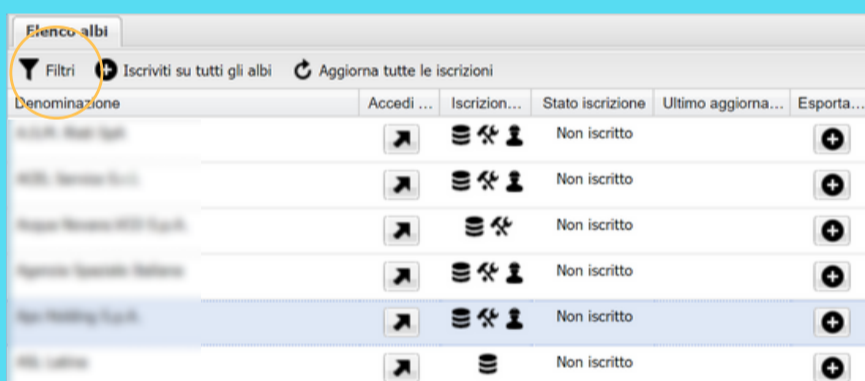 Elenco albi
Filtri Iscriviti su tutti gli albi Aggiorna tutte le iscrizioni
Denominazione Accedi ... Iscrizion... Stato iscrizione Ultimo aggiorna... Esporta...
Non iscritto
Non iscritto
Non iscritto
Non iscritto
Non iscritto
Non iscritto